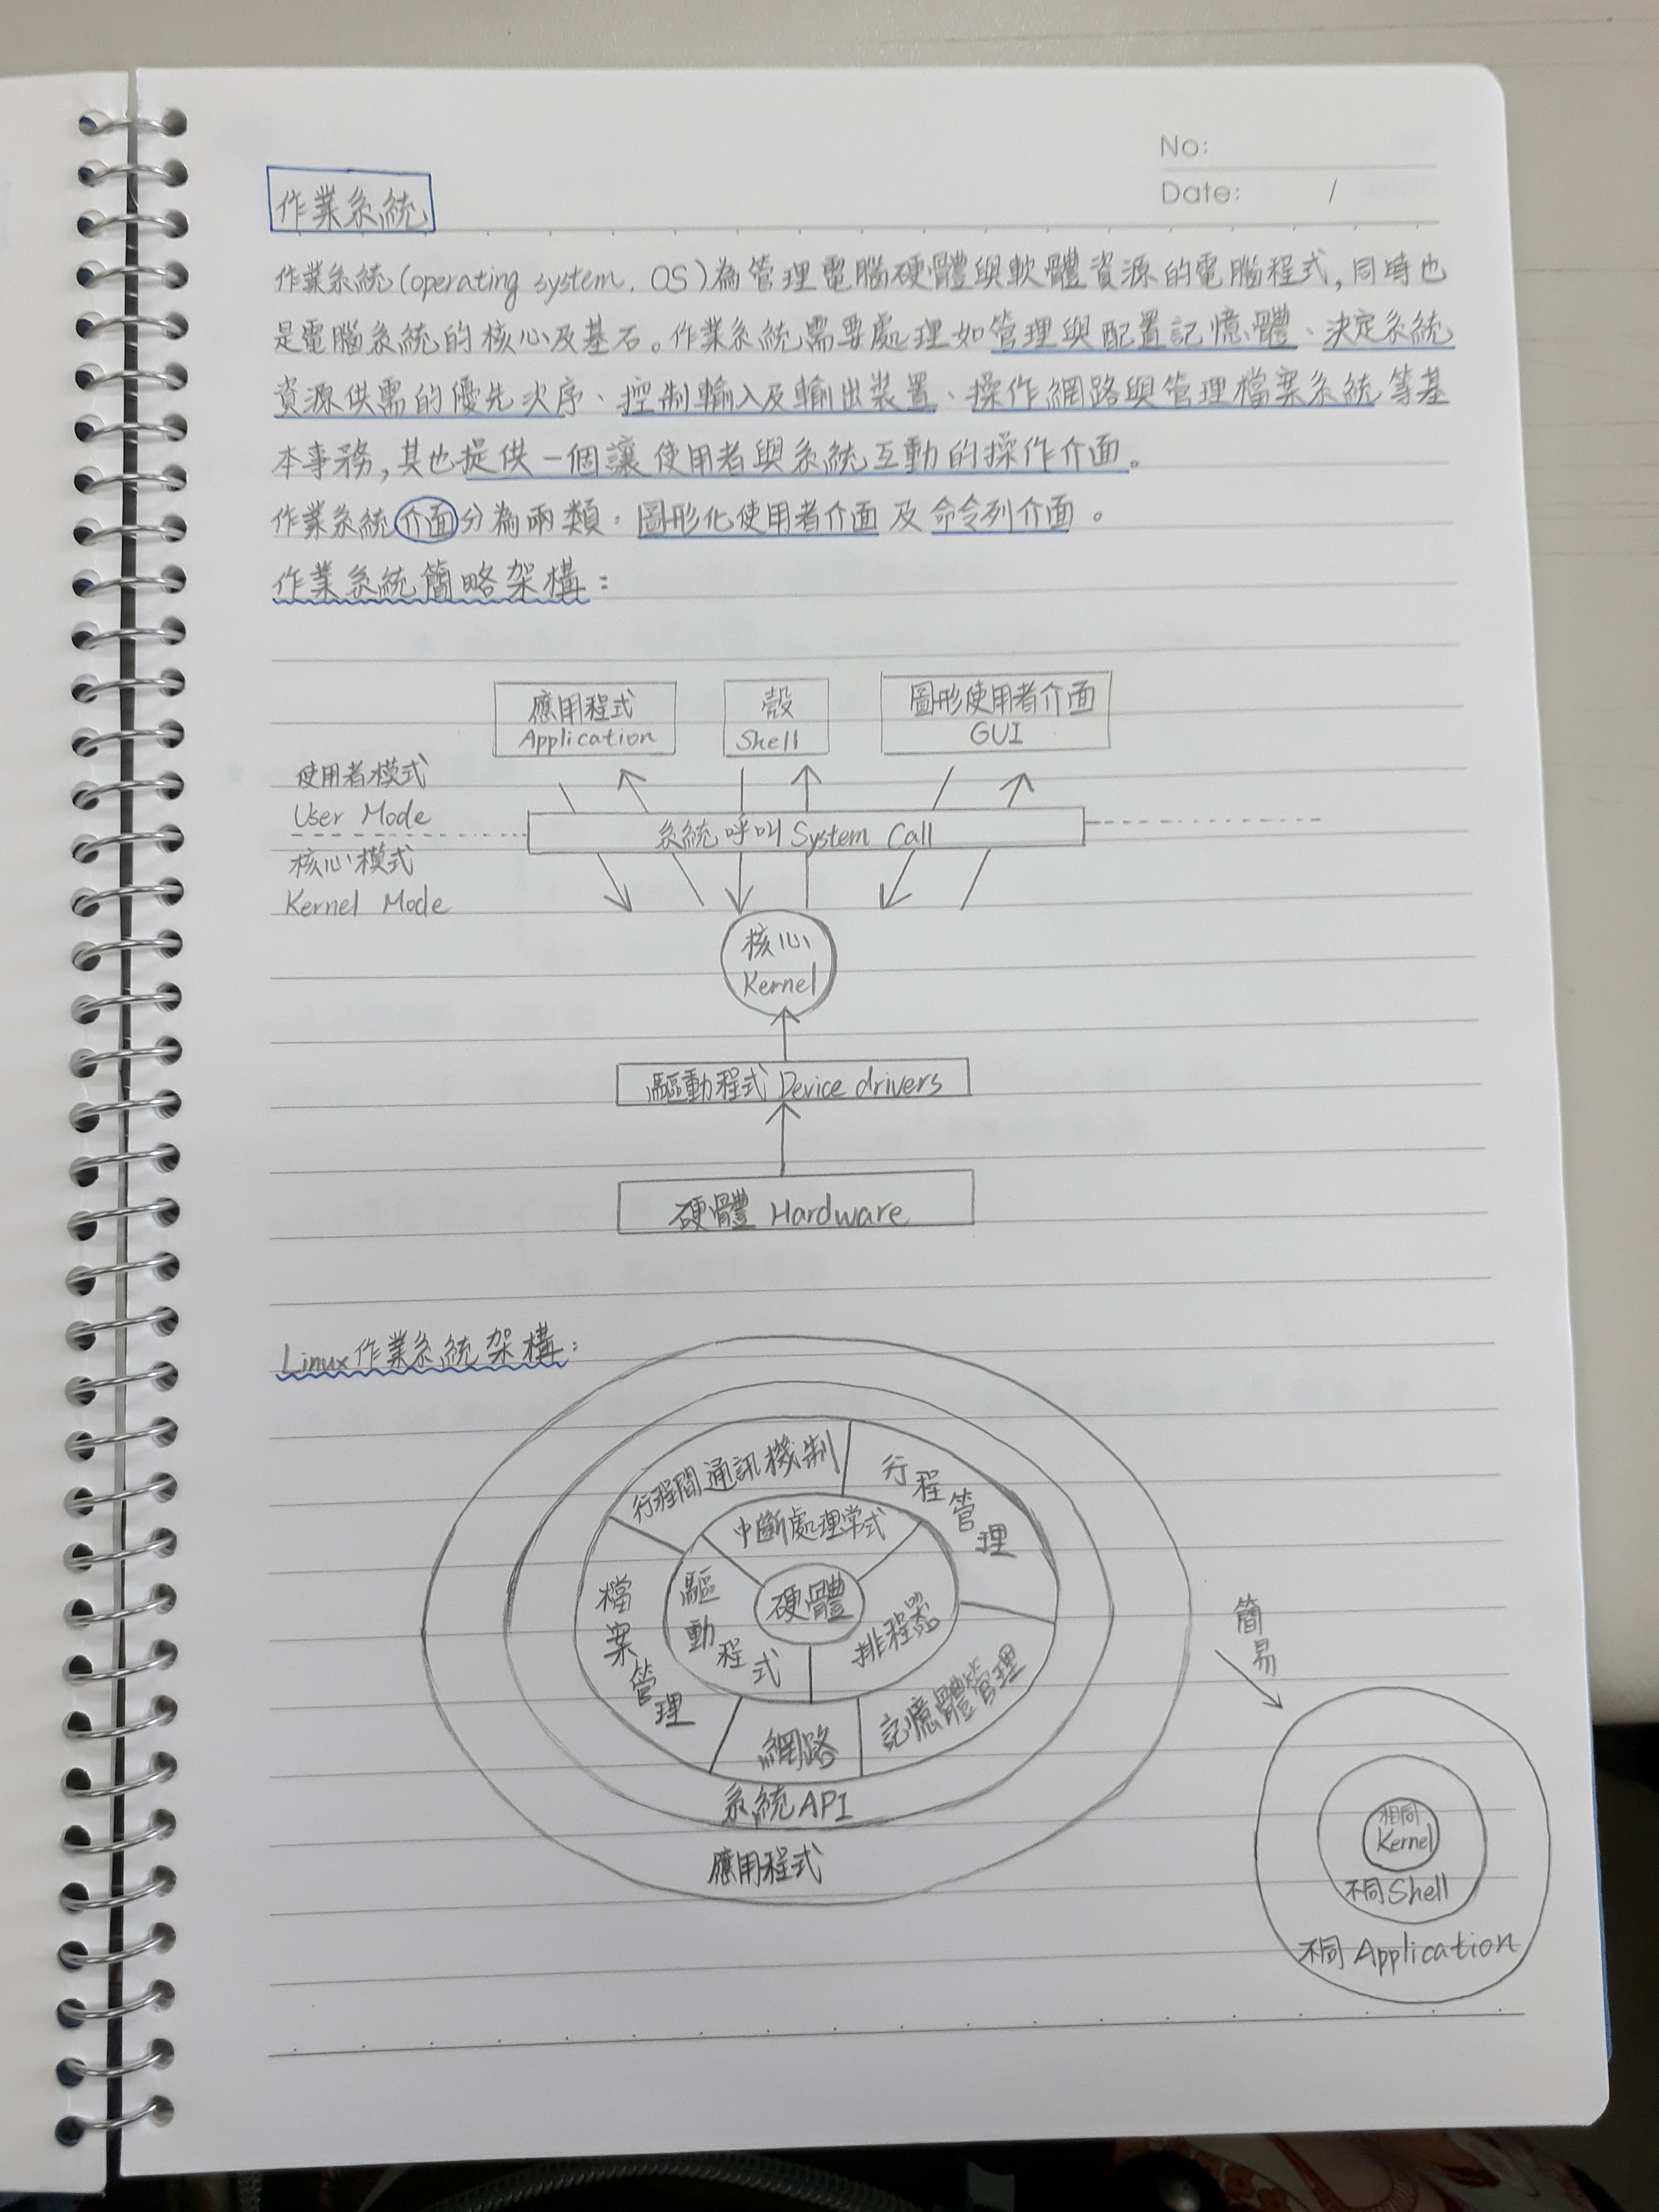 No:
Date: /
作業系統
作業系統(operating system, OS)為管理電腦硬體與軟體資源的電腦程式,同時也
是電腦系統的核心及基石。作業系統需要處理如管理與配置記憶體、決定系統
資源供需的優先次序、控制輸入及輸出裝置、操作網路與管理檔案系統等基
本事務,其也提供一個讓使用者與系統互動的操作介面。
作業系統介面分為兩類,圖形化使用者介面及命令列介面。
作業系統簡略架構:
應用程式
Application
殼
Shell
圖形使用者介面
GUI
使用者模式
User Mode
系統呼叫 System Call
核心模式
Kernel Mode
核心
Kernel
驅動程式 Device drivers
硬體 Hardware
Linux作業系統架構:
行程間通訊機制
行程管理
中斷處理常式
檔案管理
驅動程式
硬體
排程器
網路
記憶體管理
系統API
應用程式
簡易
相同
Kernel
不同Shell
不同 Application